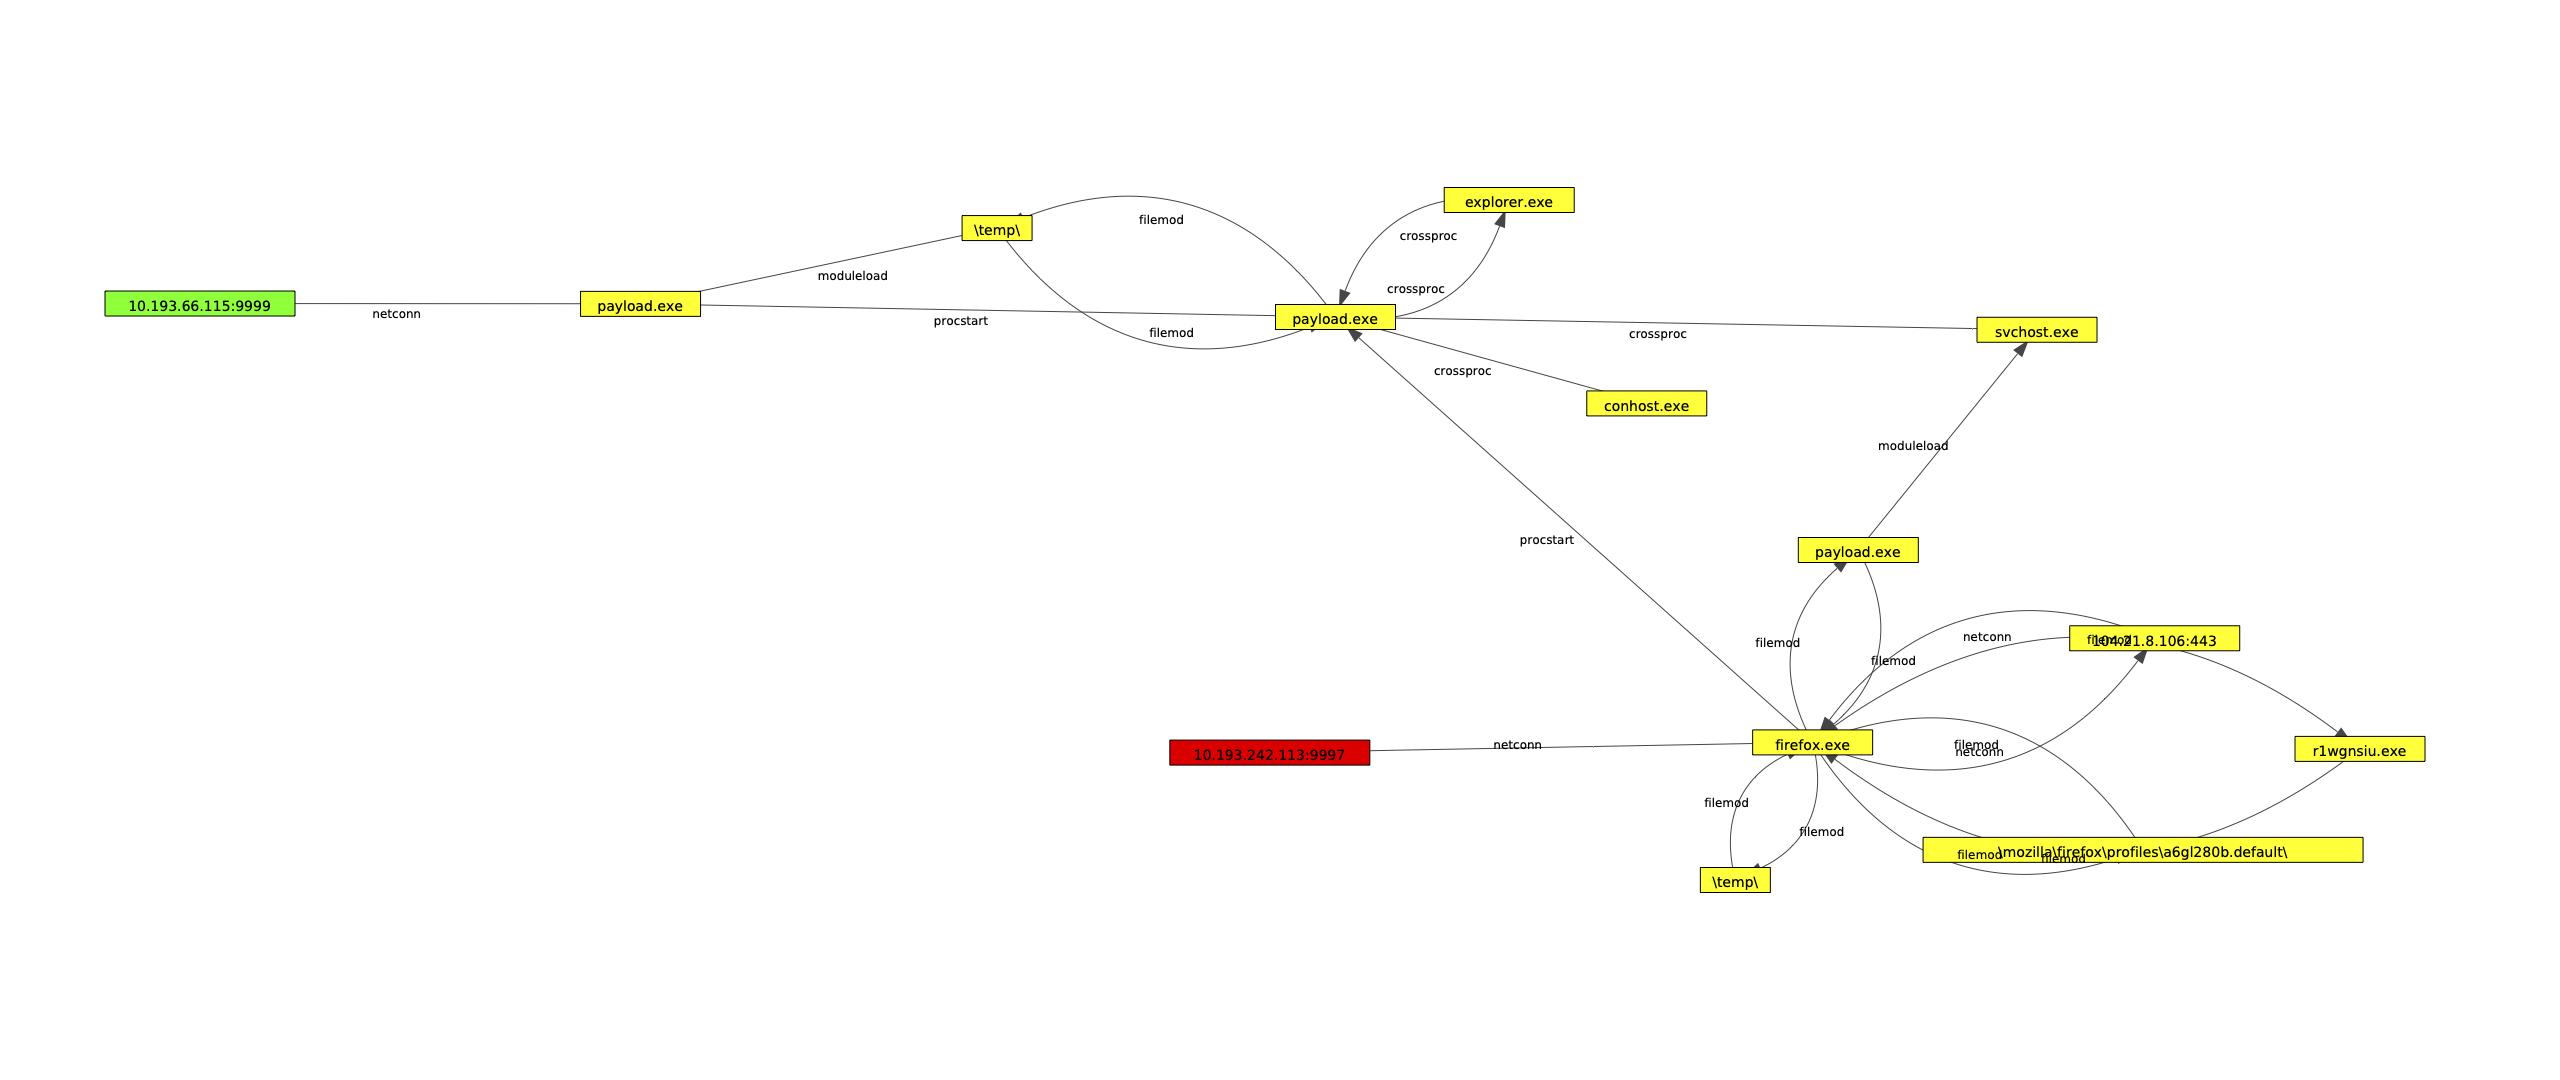 explorer.exe
filemod
\temp\
crossproc
moduleload
crossproc
10.193.66.115:9999
payload.exe
netconn
procstart
payload.exe
filemod
crossproc
svchost.exe
crossproc
conhost.exe
moduleload
procstart
payload.exe
filemod
filemod
netconn
filemod
104.21.8.106:443
10.193.242.113:9997
netconn
firefox.exe
filemod
netconn
r1wgnsiu.exe
filemod
filemod
\temp\
filemod
filemod
\mozilla\firefox\profiles\a6gl280b.default\